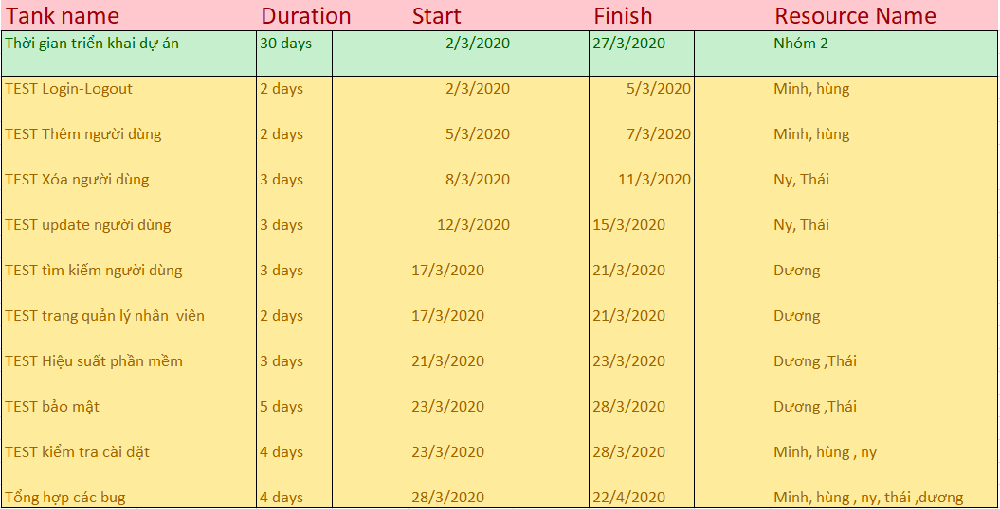 Tank name Duration Start Finish Resource Name
Thời gian triển khai dự án 30 days 2/3/2020 27/3/2020 Nhóm 2
TEST Login-Logout 2 days 2/3/2020 5/3/2020 Minh, hùng
TEST Thêm người dùng 2 days 5/3/2020 7/3/2020 Minh, hùng
TEST Xóa người dùng 3 days 8/3/2020 11/3/2020 Ny, Thái
TEST update người dùng 3 days 12/3/2020 15/3/2020 Ny, Thái
TEST tìm kiếm người dùng 3 days 17/3/2020 21/3/2020 Dương
TEST trang quản lý nhân viên 2 days 17/3/2020 21/3/2020 Dương
TEST Hiệu suất phần mềm 3 days 21/3/2020 23/3/2020 Dương ,Thái
TEST bảo mật 5 days 23/3/2020 28/3/2020 Dương ,Thái
TEST kiểm tra cài đặt 4 days 23/3/2020 28/3/2020 Minh, hùng , ny
Tổng hợp các bug 4 days 28/3/2020 22/4/2020 Minh, hùng , ny, thái ,dương